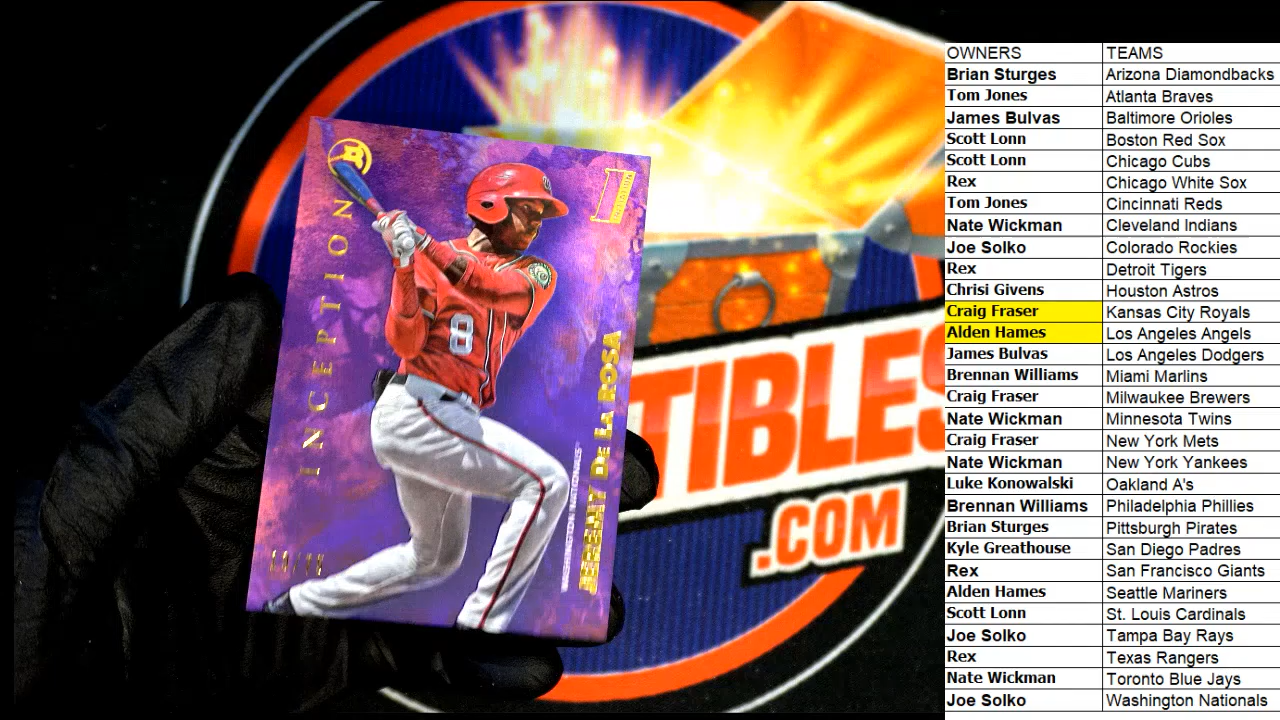 INCEPTION
8
WASHINGTON NATIONALS
JEREMY DE LA ROSA
TIBLES
.COM
OWNERS TEAMS
Brian Sturges Arizona Diamondbacks
Tom Jones Atlanta Braves
James Bulvas Baltimore Orioles
Scott Lonn Boston Red Sox
Scott Lonn Chicago Cubs
Rex Chicago White Sox
Tom Jones Cincinnati Reds
Nate Wickman Cleveland Indians
Joe Solko Colorado Rockies
Rex Detroit Tigers
Chrisi Givens Houston Astros
Craig Fraser Kansas City Royals
Alden Hames Los Angeles Angels
James Bulvas Los Angeles Dodgers
Brennan Williams Miami Marlins
Craig Fraser Milwaukee Brewers
Nate Wickman Minnesota Twins
Craig Fraser New York Mets
Nate Wickman New York Yankees
Luke Konowalski Oakland A's
Brennan Williams Philadelphia Phillies
Brian Sturges Pittsburgh Pirates
Kyle Greathouse San Diego Padres
Rex San Francisco Giants
Alden Hames Seattle Mariners
Scott Lonn St. Louis Cardinals
Joe Solko Tampa Bay Rays
Rex Texas Rangers
Nate Wickman Toronto Blue Jays
Joe Solko Washington Nationals